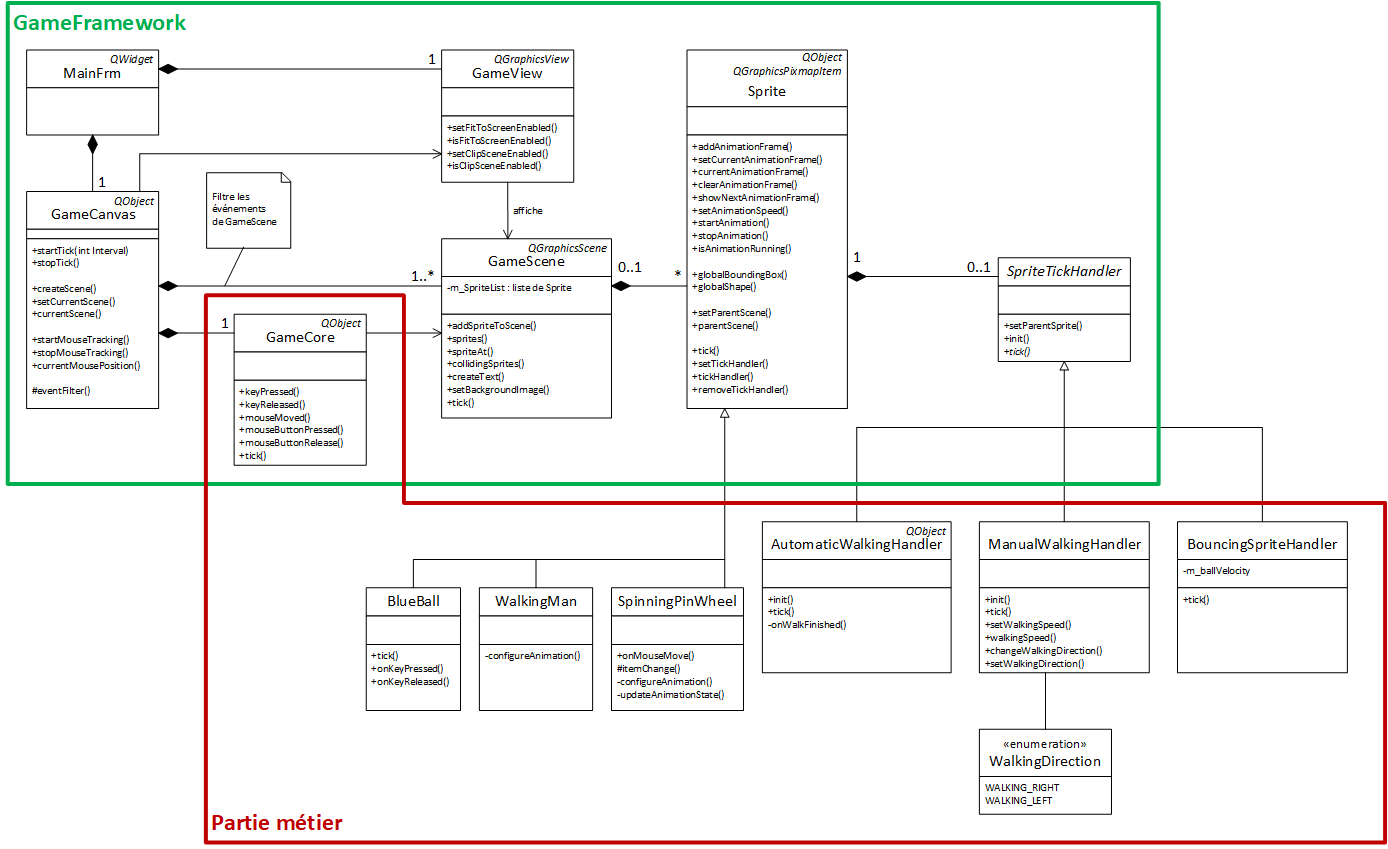 GameFramework
QWidget
MainFrm
1
1
QGraphicsView
GameView
+setFitToScreenEnabled()
+isFitToScreenEnabled()
+setClipSceneEnabled()
+isClipSceneEnabled()
QObject
QGraphicsPixmapItem
Sprite
+addAnimationFrame()
+setCurrentAnimationFrame()
+currentAnimationFrame()
+clearAnimationFrame()
+showNextAnimationFrame()
+setAnimationSpeed()
+startAnimation()
+stopAnimation()
+isAnimationRunning()
+globalBoundingBox()
+globalShape()
+setParentScene()
+parentScene()
+tick()
+setTickHandler()
+tickHandler()
+removeTickHandler()
QObject
GameCanvas
+startTick(int Interval)
+stopTick()
+createScene()
+setCurrentScene()
+currentScene()
+startMouseTracking()
+stopMouseTracking()
+currentMousePosition()
#eventFilter()
Filtre les
événements
de GameScene
affiche
1..*
1
QGraphicsScene
GameScene
-m_SpriteList : liste de Sprite
+addSpriteToScene()
+sprites()
+spriteAt()
+collidingSprites()
+createText()
+setBackgroundImage()
+tick()
0..1
*
1
0..1
SpriteTickHandler
+setParentSprite()
+init()
+tick()
QObject
GameCore
+keyPressed()
+keyReleased()
+mouseMoved()
+mouseButtonPressed()
+mouseButtonRelease()
+tick()
QObject
AutomaticWalkingHandler
+init()
+tick()
-onWalkFinished()
ManualWalkingHandler
+init()
+tick()
+setWalkingSpeed()
+walkingSpeed()
+changeWalkingDirection()
+setWalkingDirection()
BouncingSpriteHandler
-m_ballVelocity
+tick()
BlueBall
+tick()
+onKeyPressed()
+onKeyReleased()
WalkingMan
-configureAnimation()
SpinningPinWheel
+onMouseMove()
#itemChange()
-configureAnimation()
-updateAnimationState()
«enumeration»
WalkingDirection
WALKING_RIGHT
WALKING_LEFT
Partie métier